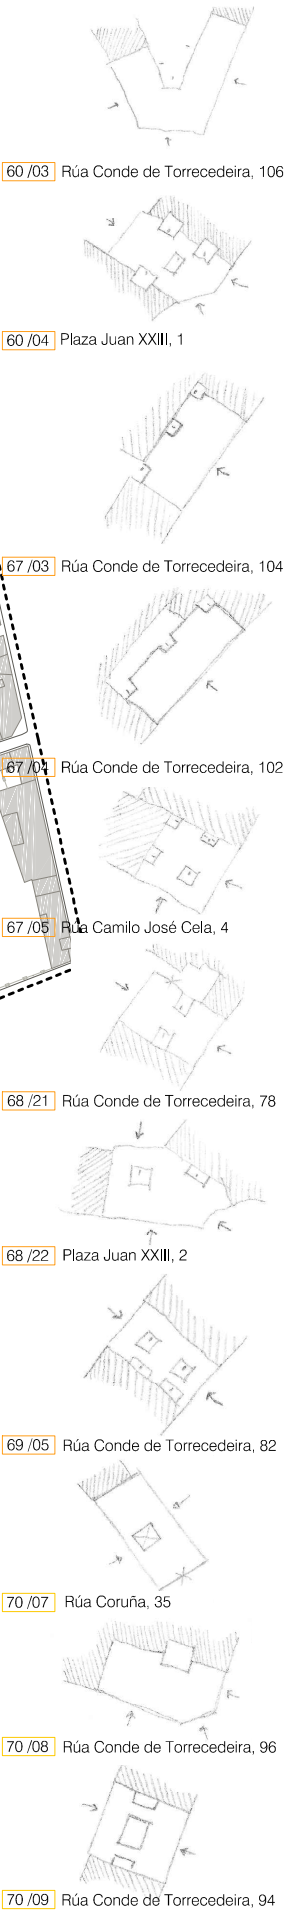 60 /03 Rúa Conde de Torrecedeira, 106
60 /04 Plaza Juan XXIII, 1
67 /03 Rúa Conde de Torrecedeira, 104
67 /04 Rúa Conde de Torrecedeira, 102
67 /05 Rúa Camilo José Cela, 4
68 /21 Rúa Conde de Torrecedeira, 78
68 /22 Plaza Juan XXIII, 2
69 /05 Rúa Conde de Torrecedeira, 82
70 /07 Rúa Coruña, 35
70 /08 Rúa Conde de Torrecedeira, 96
70 /09 Rúa Conde de Torrecedeira, 94